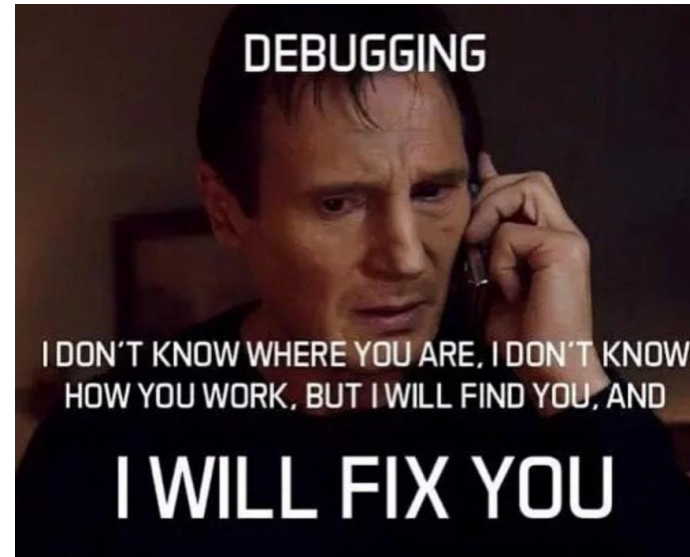 DEBUGGING
I DON'T KNOW WHERE YOU ARE, I DON'T KNOW
HOW YOU WORK, BUT I WILL FIND YOU, AND
I WILL FIX YOU